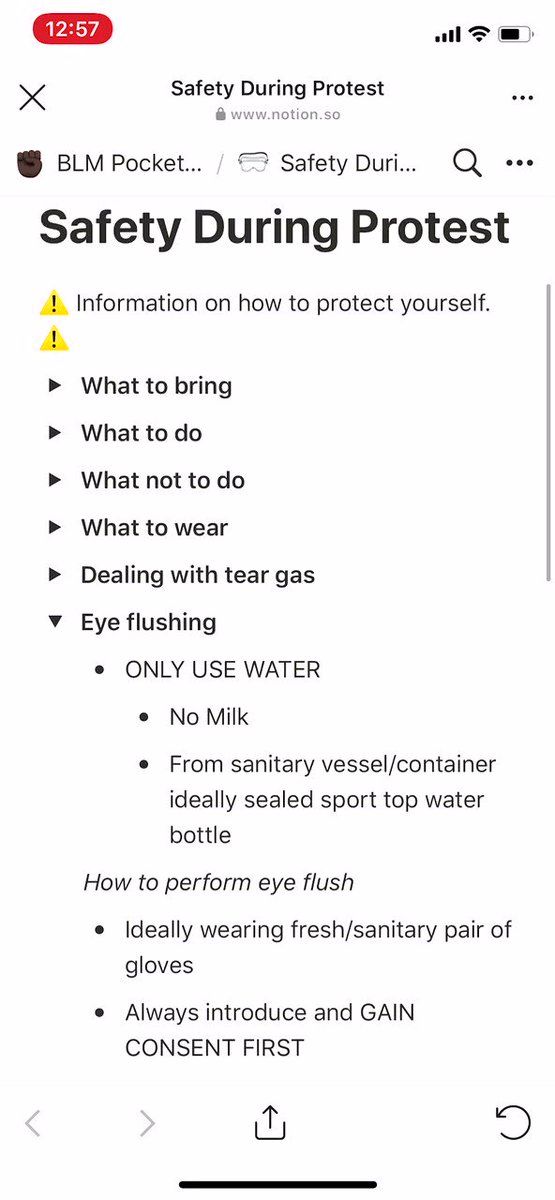 12:57
Safety During Protest
www.notion.so
BLM Pocket... / Safety Duri...
Safety During Protest
Information on how to protect yourself.
What to bring
What to do
What not to do
What to wear
Dealing with tear gas
Eye flushing
ONLY USE WATER
No Milk
From sanitary vessel/container
ideally sealed sport top water
bottle
How to perform eye flush
Ideally wearing fresh/sanitary pair of
gloves
Always introduce and GAIN
CONSENT FIRST